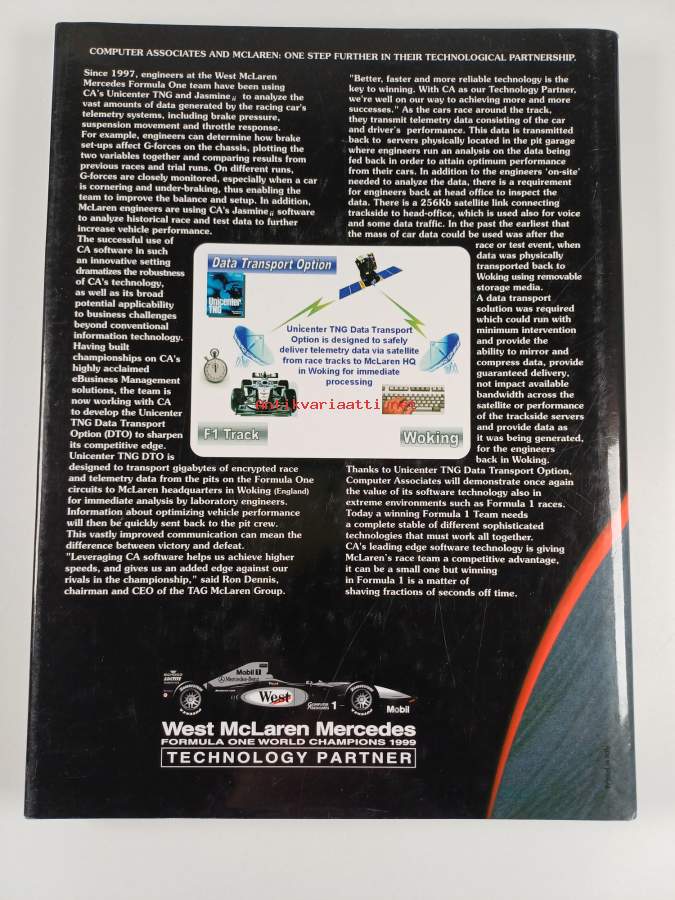 COMPUTER ASSOCIATES AND MCLAREN: ONE STEP FURTHER IN THEIR TECHNOLOGICAL PARTNERSHIP.
Since 1997, engineers at the West McLaren
Mercedes Formula One team have been using
CA's Unicenter TNG and Jasmine ii to analyze the
vast amounts of data generated by the racing car's
telemetry systems, including brake pressure,
suspension movement and throttle response.
For example, engineers can determine how brake
set-ups affect G-forces on the chassis, plotting the
two variables together and comparing results from
previous races and trial runs. On different runs,
G-forces are closely monitored, especially when a car
is cornering and under-braking, thus enabling the
team to improve the balance and setup. In addition,
McLaren engineers are using CA's Jasmine ii software
to analyze historical race and test data to further
increase vehicle performance.
The successful use of
CA software in such
an innovative setting
dramatizes the robustness
of CA's technology,
as well as its broad
potential applicability
to business challenges
beyond conventional
information technology.
Having built
championships on CA's
highly acclaimed
eBusiness Management
solutions, the team is
now working with CA
to develop the Unicenter
TNG Data Transport
Option (DTO) to sharpen
its competitive edge.
Unicenter TNG DTO is
designed to transport gigabytes of encrypted race
and telemetry data from the pits on the Formula One
circuits to McLaren headquarters in Woking (England)
for immediate analysis by laboratory engineers.
Information about optimizing vehicle performance
will then be quickly sent back to the pit crew.
This vastly improved communication can mean the
difference between victory and defeat.
"Leveraging CA software helps us achieve higher
speeds, and gives us an added edge against our
rivals in the championship," said Ron Dennis,
chairman and CEO of the TAG McLaren Group.
"Better, faster and more reliable technology is the
key to winning. With CA as our Technology Partner,
we're well on our way to achieving more and more
successes." As the cars race around the track,
they transmit telemetry data consisting of the car
and driver's performance. This data is transmitted
back to servers physically located in the pit garage
where engineers run an analysis on the data being
fed back in order to attain optimum performance
from their cars. In addition to the engineers 'on-site'
needed to analyze the data, there is a requirement
for engineers back at head office to inspect the
data. There is a 256Kb satellite link connecting
trackside to head-office, which is used also for voice
and some data traffic. In the past the earliest that
the mass of car data could be used was after the
race or test event, when
data was physically
transported back to
Woking using removable
storage media.
A data transport
solution was required
which could run with
minimum intervention
and provide the
ability to mirror and
compress data, provide
guaranteed delivery,
not impact available
bandwidth across the
satellite or performance
of the trackside servers
and provide data as
it was being generated,
for the engineers
back in Woking.
Thanks to Unicenter TNG Data Transport Option,
Computer Associates will demonstrate once again
the value of its software technology also in
extreme environments such as Formula 1 races.
Today a winning Formula 1 Team needs
a complete stable of different sophisticated
technologies that must work all together.
CA's leading edge software technology is giving
McLaren's race team a competitive advantage,
it can be a small one but winning
in Formula 1 is a matter of
shaving fractions of seconds off time.
Data Transport Option
Unicenter
TNG
Unicenter TNG Data Transport
Option is designed to safely
deliver telemetry data via satellite
from race tracks to McLaren HQ
in Woking for immediate
processing
antikvariaatti.net
F1 Track
Woking
Mobil 1
Mercedes-Benz
LOCTITE
West
COMPUTER
ASSOCIATES
1
Mobil
West McLaren Mercedes
FORMULA ONE WORLD CHAMPIONS 1999
TECHNOLOGY PARTNER